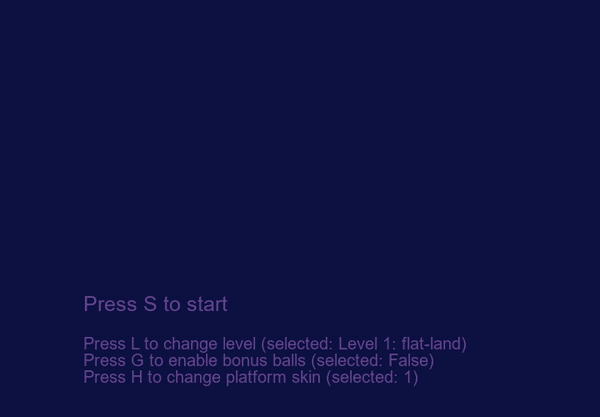 Press S to start
Press L to change level (selected: Level 1: flat-land)
Press G to enable bonus balls (selected: False)
Press H to change platform skin (selected: 1)